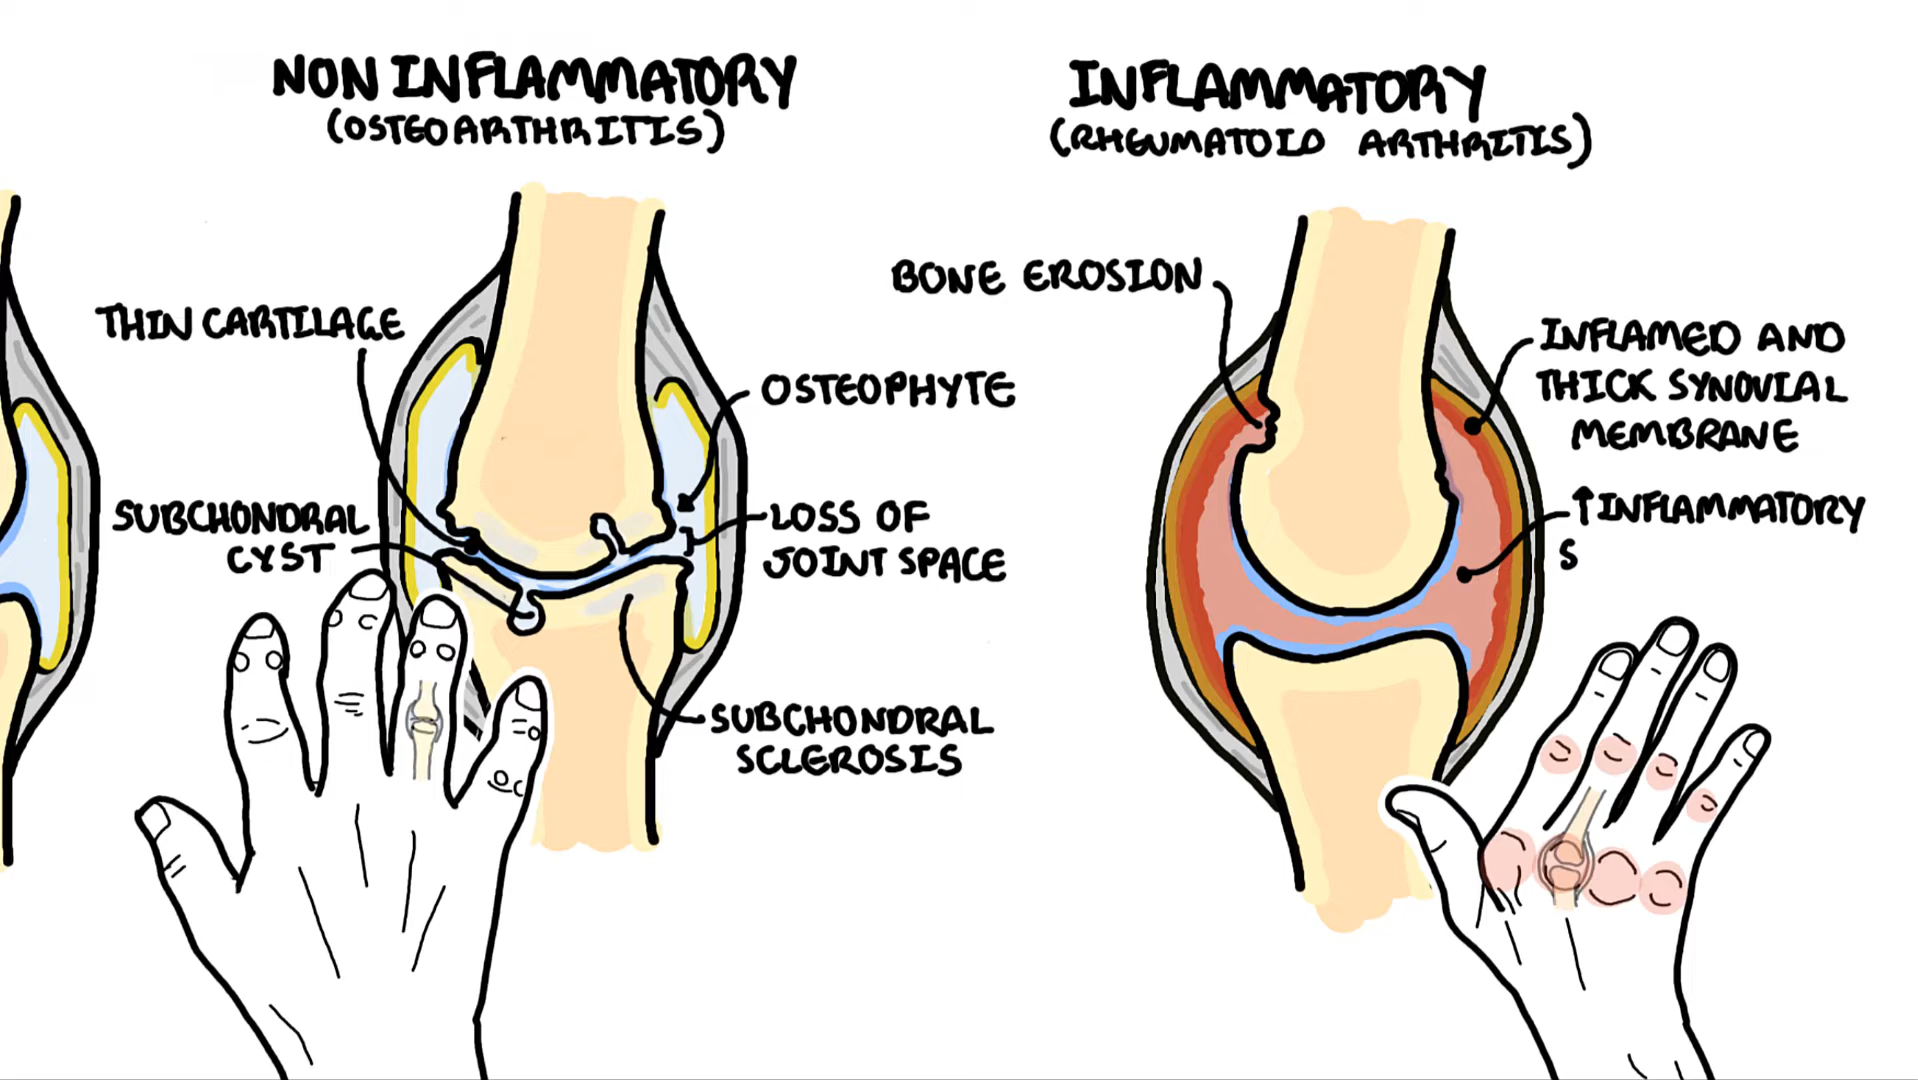 NON INFLAMMATORY
(OSTEOARTHRITIS)
THIN CARTILAGE
OSTEOPHYTE
SUBCHONDRAL
CYST
LOSS OF
JOINT SPACE
SUBCHONDRAL
SCLEROSIS
INFLAMMATORY
(RHEUMATOID ARTHRITIS)
BONE EROSION
INFLAMED AND
THICK SYNOVIAL
MEMBRANE
↑INFLAMMATORY
S